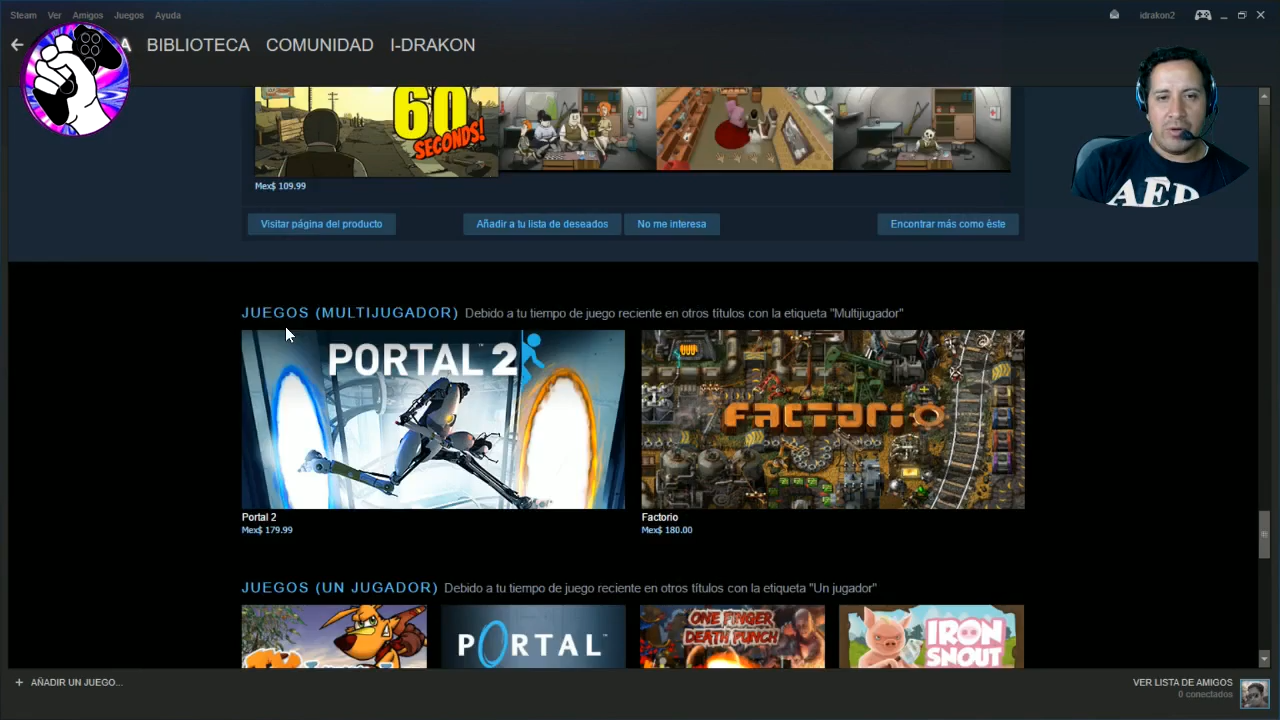 Steam Ver Amigos Juegos Ayuda
idrakon2
A BIBLIOTECA COMUNIDAD I-DRAKON
60
SECONDS!
AER
Mex$ 109.99
Visitar página del producto
Añadir a tu lista de deseados
No me interesa
Encontrar más como éste
JUEGOS (MULTIJUGADOR) Debido a tu tiempo de juego reciente en otros títulos con la etiqueta "Multijugador"
PORTAL 2
FACTORIO
Portal 2
Mex$ 179.99
Factorio
Mex$ 180.00
JUEGOS (UN JUGADOR) Debido a tu tiempo de juego reciente en otros títulos con la etiqueta "Un jugador"
PORTAL
ONE FINGER
DEATH PUNCH
IRON
SNOUT
+ AÑADIR UN JUEGO...
VER LISTA DE AMIGOS
0 conectados